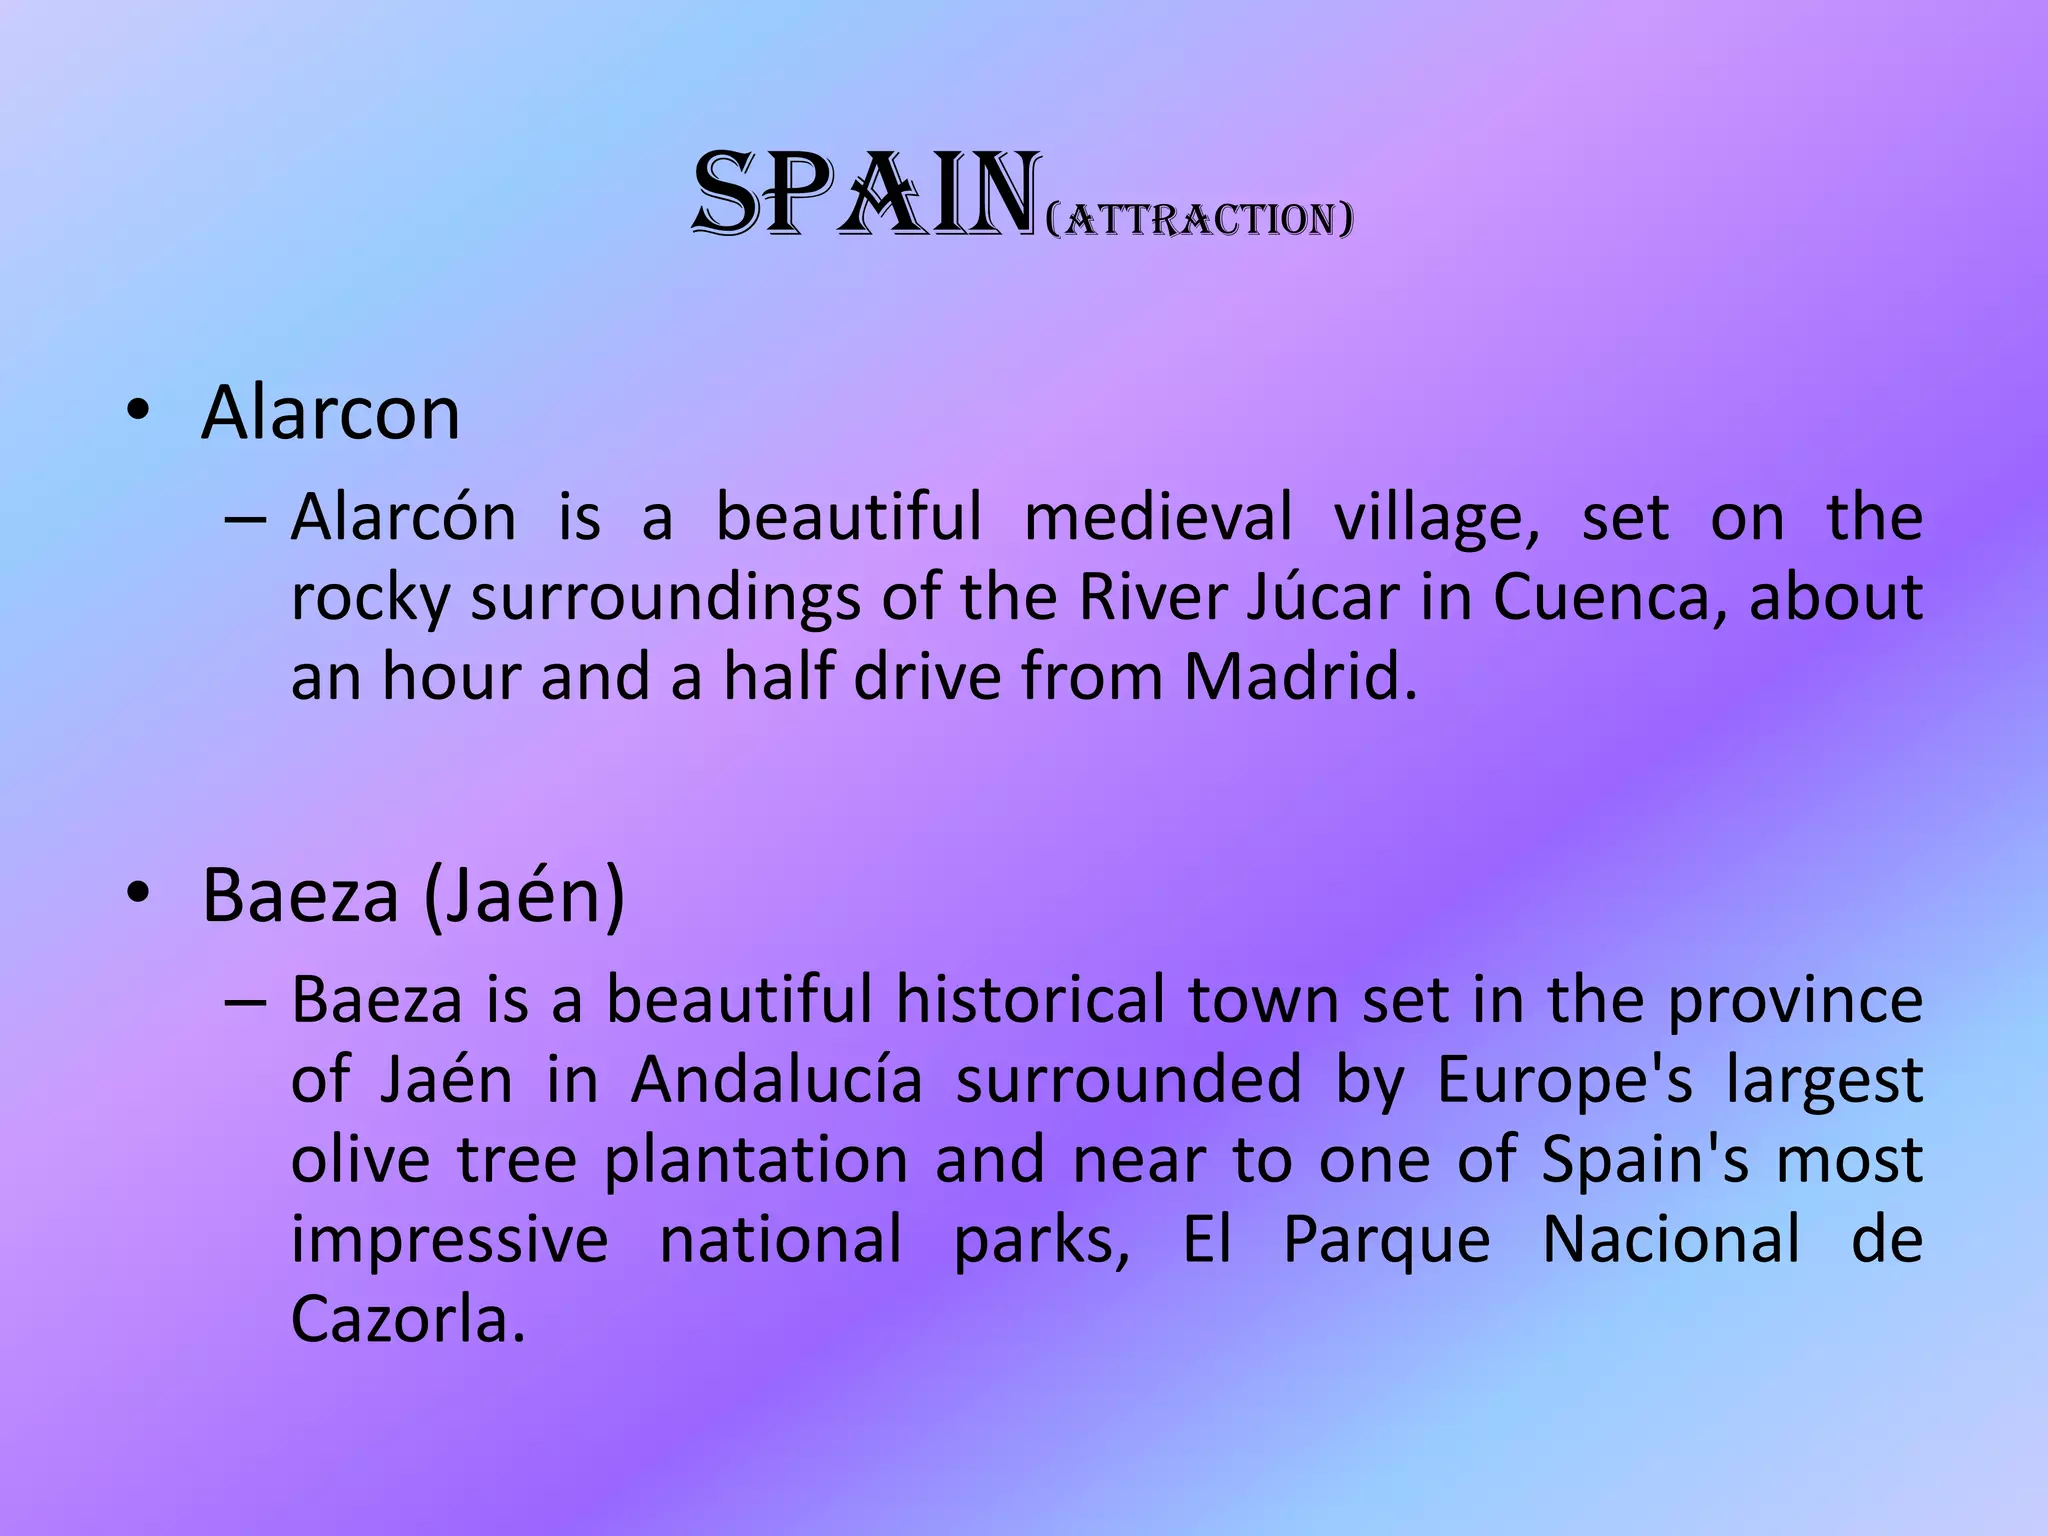 SPAIN(ATTRACTION)
• Alarcon
– Alarcón is a beautiful medieval village, set on the
rocky surroundings of the River Júcar in Cuenca, about
an hour and a half drive from Madrid.
• Baeza (Jaén)
– Baeza is a beautiful historical town set in the province
of Jaén in Andalucía surrounded by Europe's largest
olive tree plantation and near to one of Spain's most
impressive national parks, El Parque Nacional de
Cazorla.